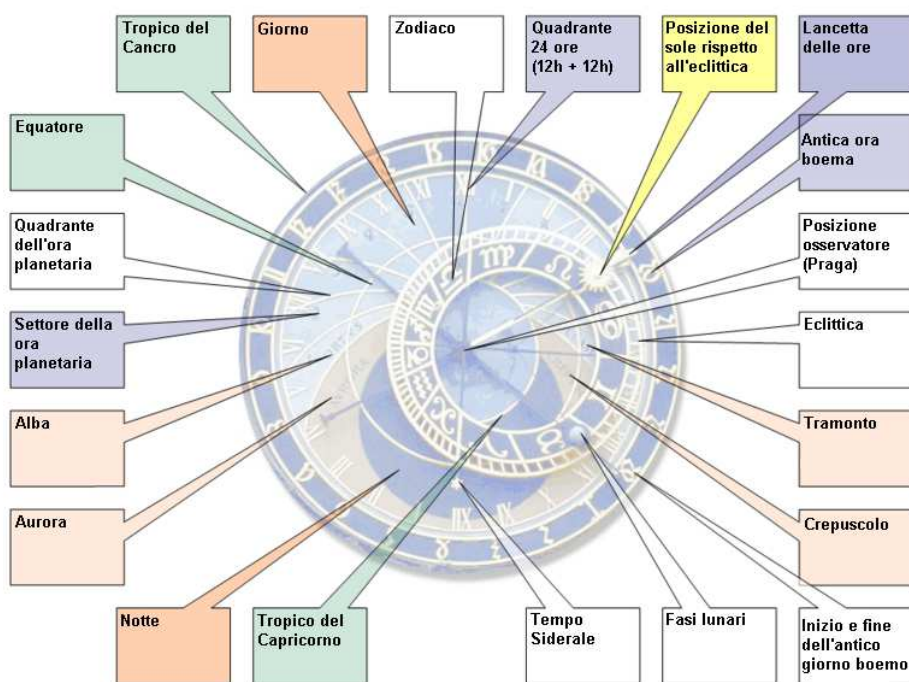 Tropico del
Cancro
Giorno
Zodiaco
Quadrante
24 ore
(12h + 12h)
Posizione del
sole rispetto
all'eclittica
Lancetta
delle ore
Equatore
Antica ora
boema
Quadrante
dell'ora
planetaria
Posizione
osservatore
(Praga)
Settore della
ora
planetaria
Eclittica
Alba
Tramonto
Aurora
Crepuscolo
Notte
Tropico del
Capricorno
Tempo
Siderale
Fasi lunari
Inizio e fine
dell'antico
giorno boemo